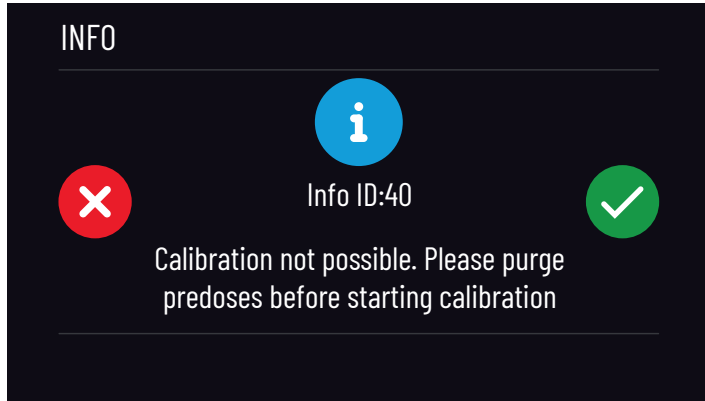 INFO
Info ID:40
Calibration not possible. Please purge
predoses before starting calibration